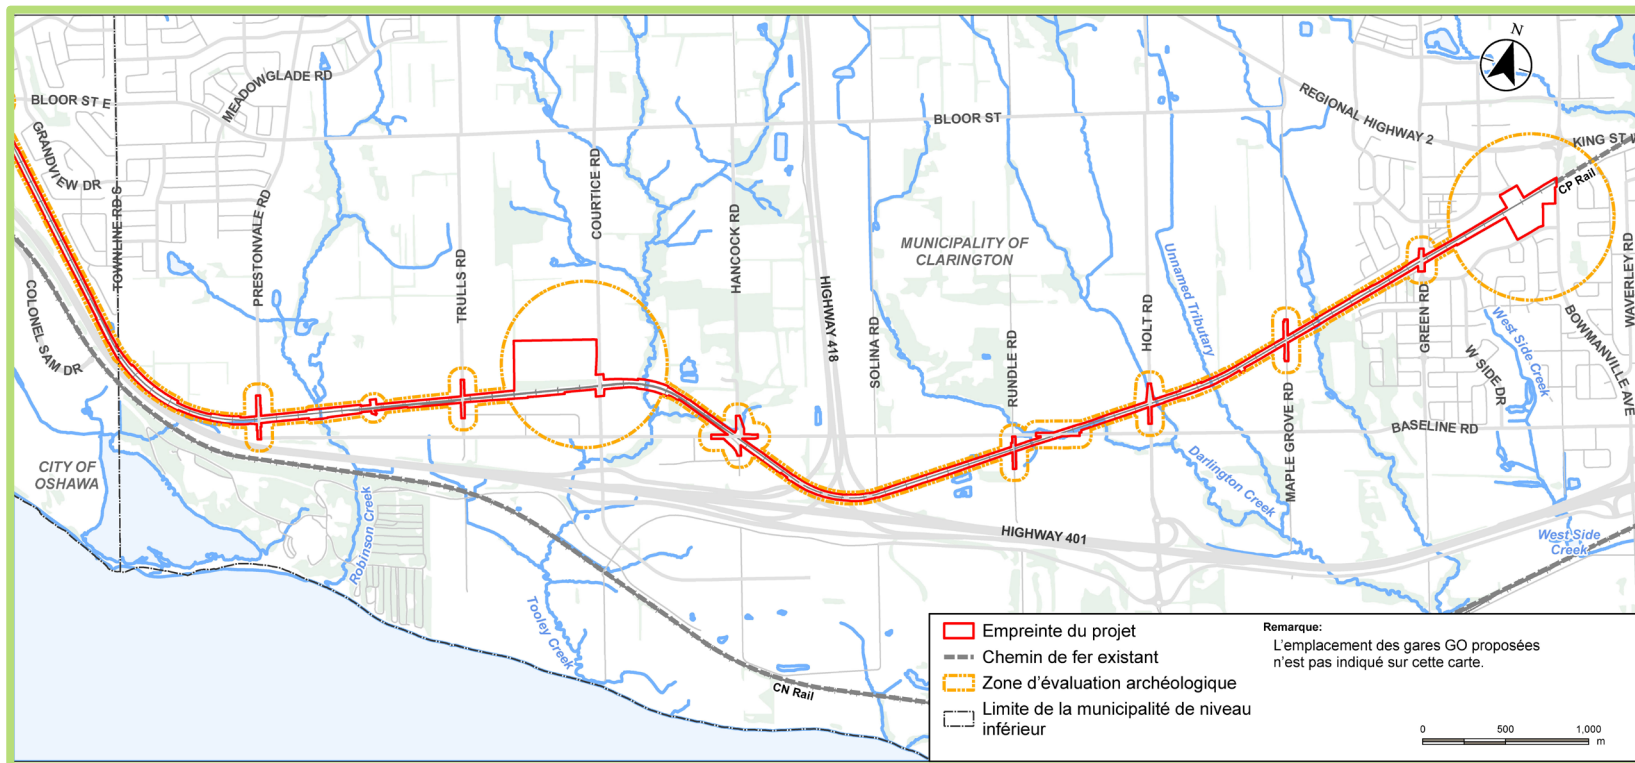 N
MEADOWGLADE RD
BLOOR ST E
REGIONAL HIGHWAY 2
BLOOR ST
KING ST W
GRANDVIEW DR
CP Rail
TOWNLINE RD S
PRESTONVALE RD
TRULLS RD
COURTICE RD
HANCOCK RD
MUNICIPALITY OF
CLARINGTON
HIGHWAY 418
SOLINA RD
RUNDLE RD
HOLT RD
Unnamed Tributary
MAPLE GROVE RD
GREEN RD
West Side Creek
W SIDE DR
BOWMANVILLE AVE
WAVERLEY RD
COLONEL SAM DR
BASELINE RD
CITY OF
OSHAWA
Robinson Creek
Darlington Creek
HIGHWAY 401
West Side
Creek
Tooley Creek
CN Rail
Empreinte du projet
Chemin de fer existant
Zone d'évaluation archéologique
Limite de la municipalité de niveau
inférieur
Remarque:
L'emplacement des gares GO proposées
n'est pas indiqué sur cette carte.
0 500 1,000
m